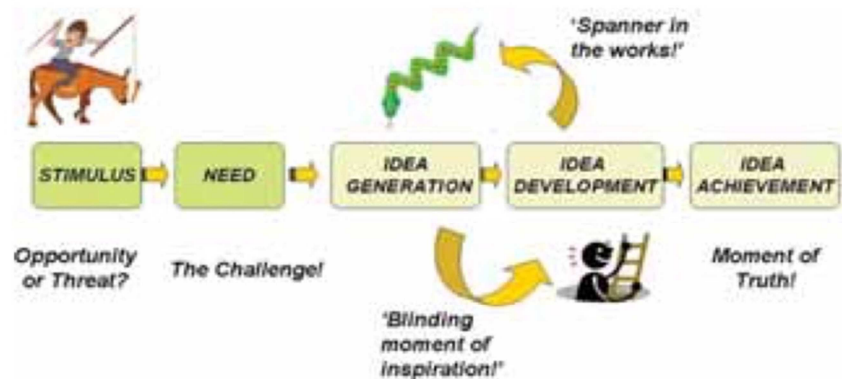 'Spanner in
the works!'
STIMULUS
NEED
IDEA
GENERATION
IDEA
DEVELOPMENT
IDEA
ACHIEVEMENT
Opportunity
or Threat?
The Challenge!
Moment of
Truth!
'Blinding
moment of
inspiration!'